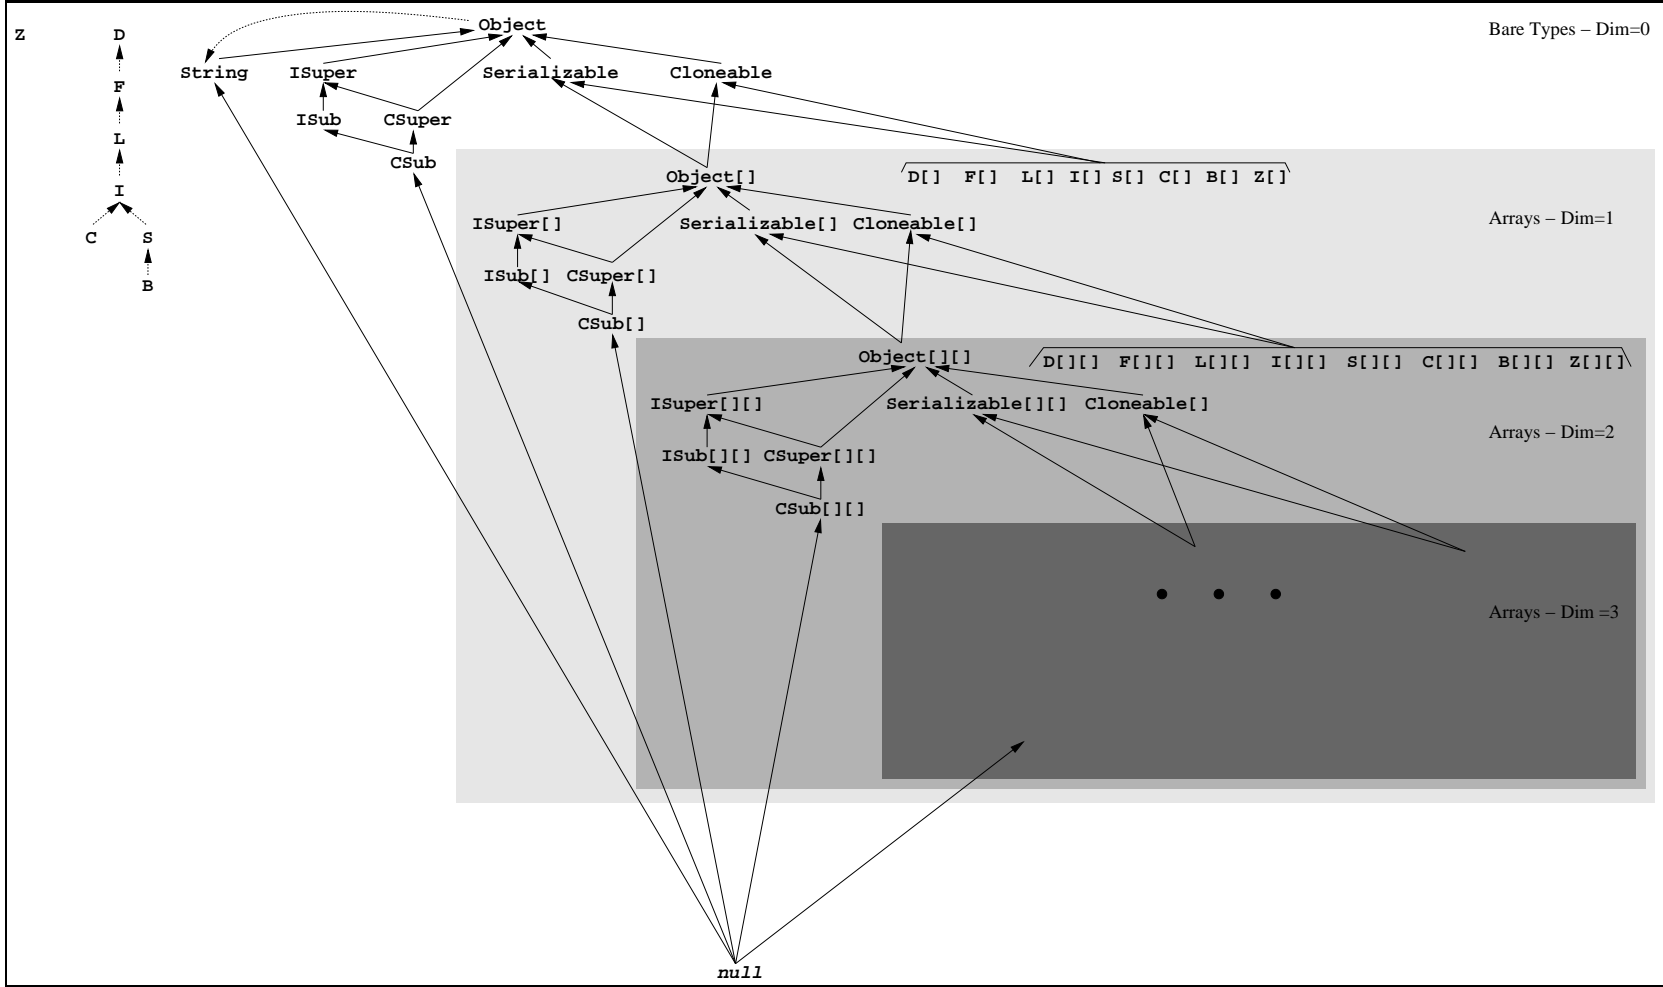 Object
Bare Types – Dim=0
Z
D
String
ISuper
Serializable
Cloneable
F
ISub
CSuper
L
CSub
Object[]
D[] F[] L[] I[] S[] C[] B[] Z[]
I
ISuper[]
Serializable[]
Cloneable[]
Arrays – Dim=1
C
S
ISub[]
CSuper[]
B
CSub[]
Object[][]
D[][] F[][] L[][] I[][] S[][] C[][] B[][] Z[][]
ISuper[][]
Serializable[][]
Cloneable[]
Arrays – Dim=2
ISub[][]
CSuper[][]
CSub[][]
Arrays – Dim =3
null